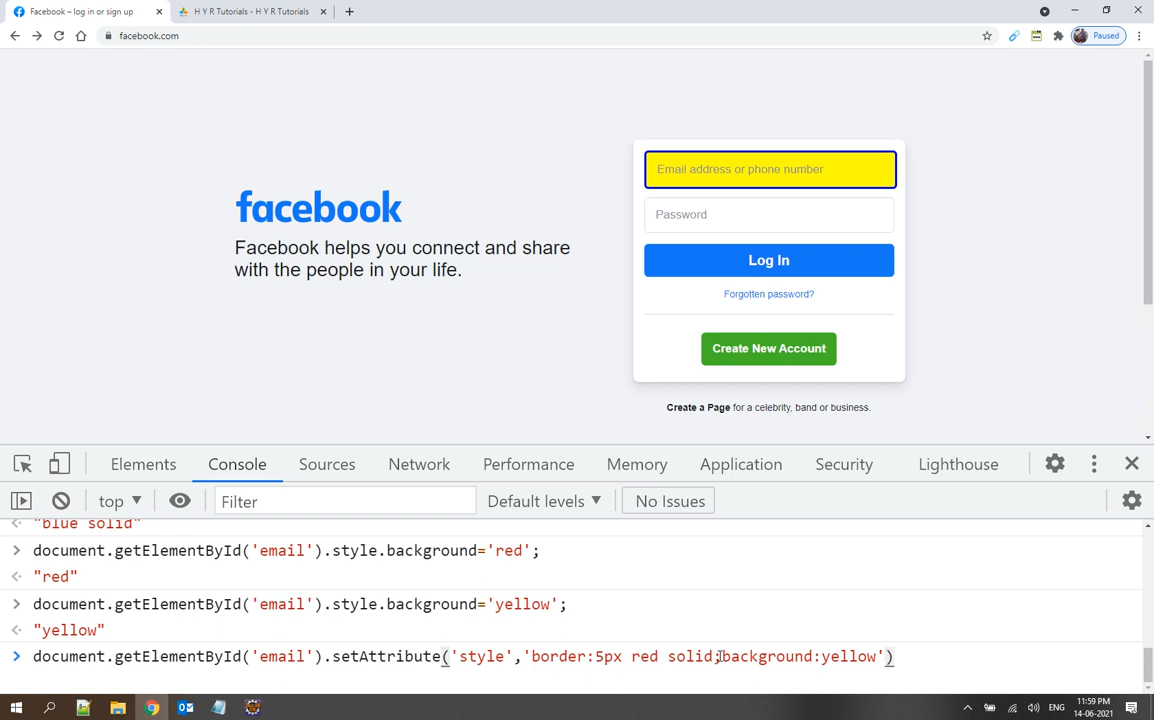 Facebook – log in or sign up
H Y R Tutorials - H Y R Tutorials
facebook.com
Paused
facebook
Facebook helps you connect and share
with the people in your life.
Email address or phone number
Password
Log In
Forgotten password?
Create New Account
Create a Page for a celebrity, band or business.
Elements Console Sources Network Performance Memory Application Security Lighthouse
top Filter Default levels No Issues
"blue solid"
document.getElementById('email').style.background='red';
"red"
document.getElementById('email').style.background='yellow';
"yellow"
document.getElementById('email').setAttribute('style','border:5px red solid;background:yellow')
ENG
11:59 PM
14-06-2021